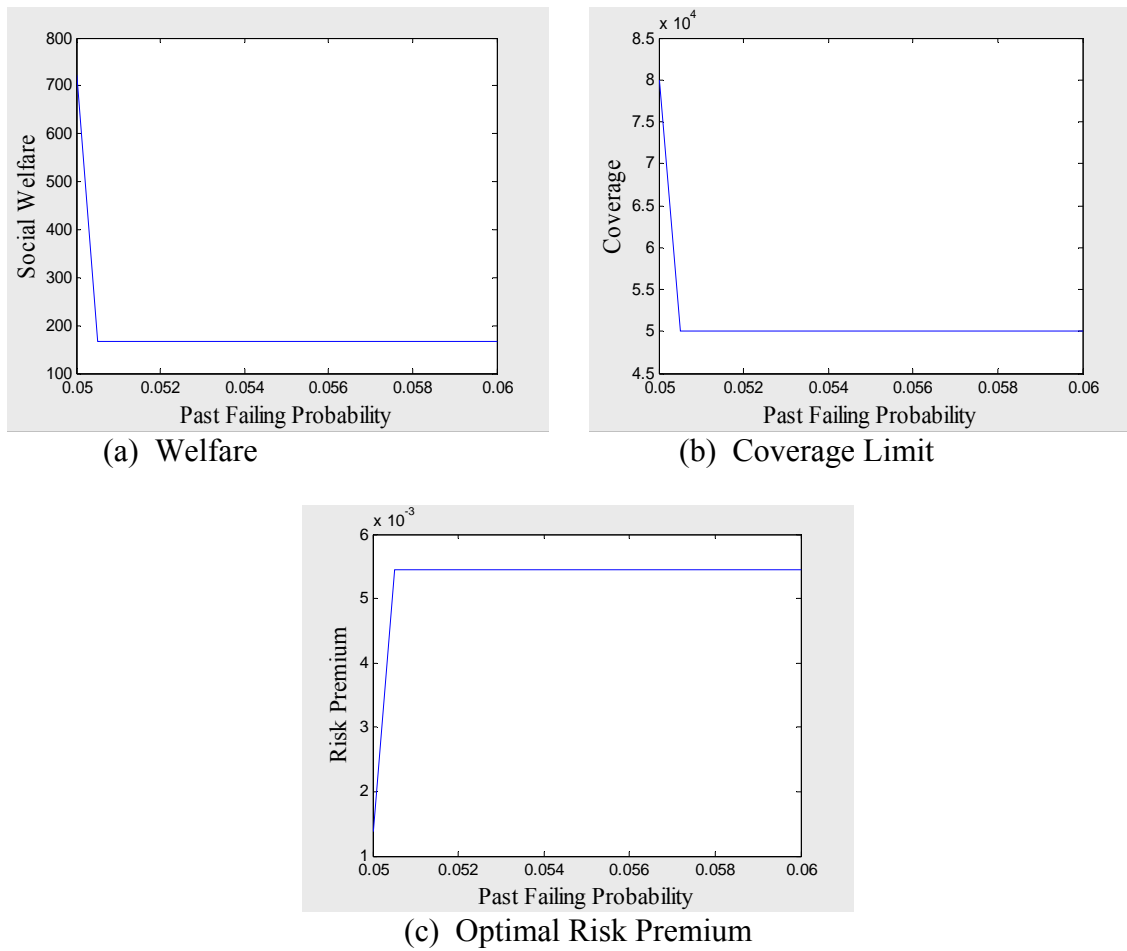 800
700
600
500
400
300
200
100
Social Welfare
0.05 0.052 0.054 0.056 0.058 0.06
Past Failing Probability
(a) Welfare
x 10^4
8.5
8
7.5
7
6.5
6
5.5
5
4.5
Coverage
0.05 0.052 0.054 0.056 0.058 0.06
Past Failing Probability
(b) Coverage Limit
x 10^-3
6
5
4
3
2
1
Risk Premium
0.05 0.052 0.054 0.056 0.058 0.06
Past Failing Probability
(c) Optimal Risk Premium